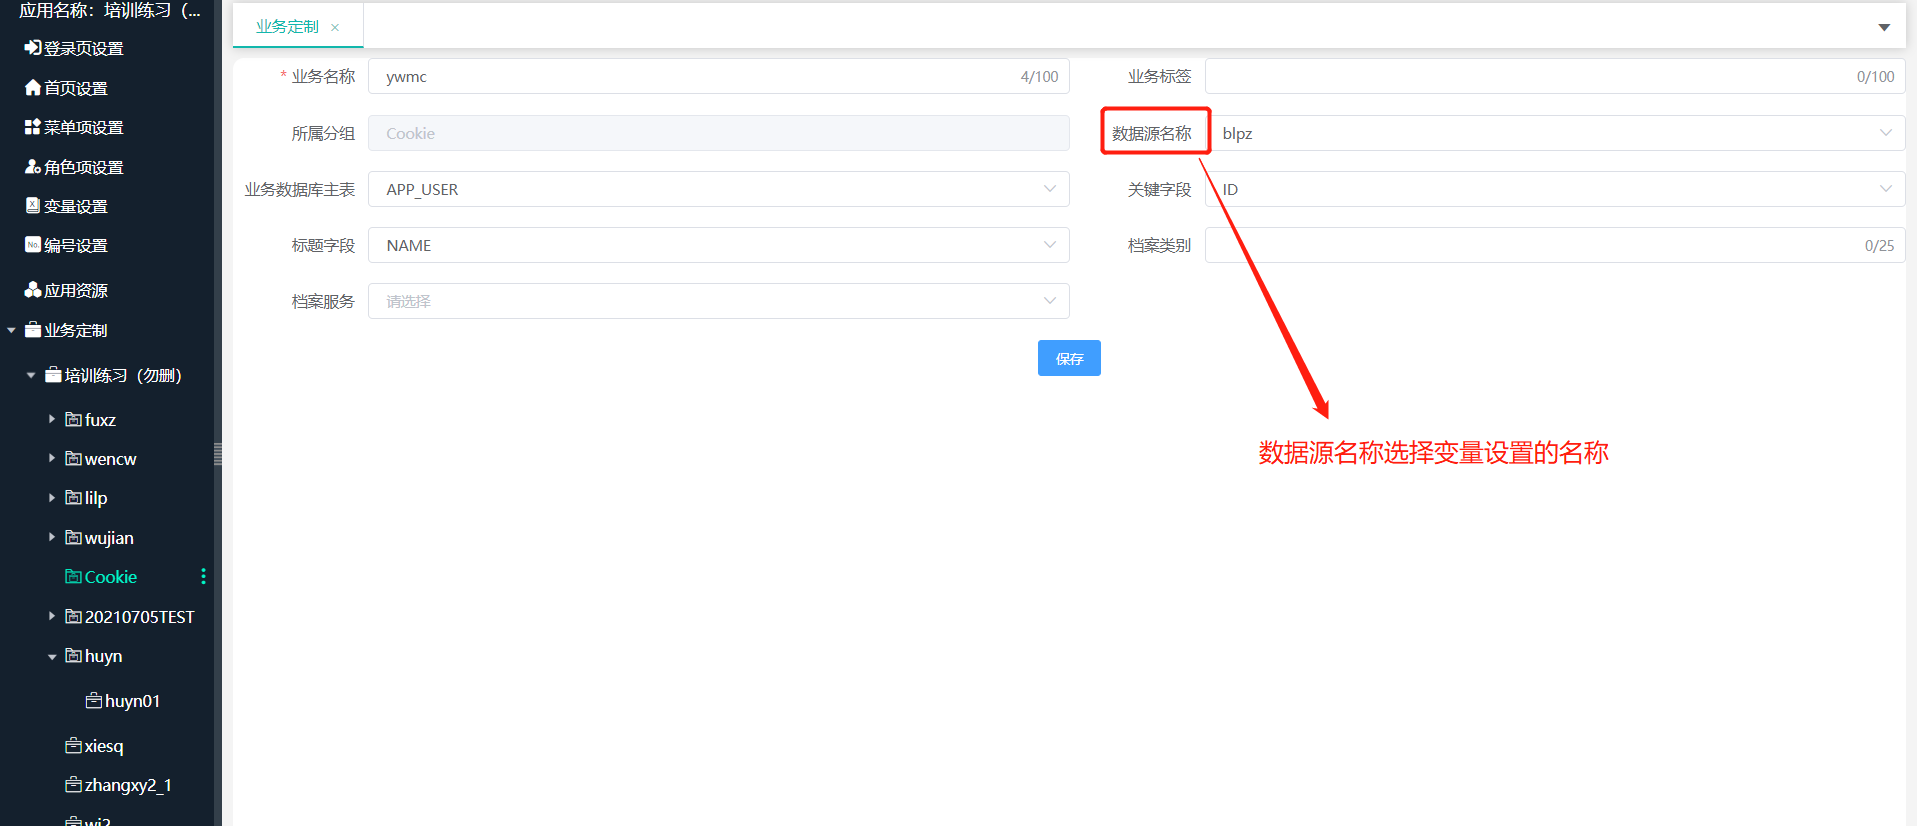 应用名称：培训练习（...
登录页设置
首页设置
菜单项设置
角色项设置
变量设置
编号设置
应用资源
业务定制
培训练习（勿删）
fuxz
wencw
lilp
wujian
Cookie
20210705TEST
huyn
huyn01
xiesq
zhangxy2_1
业务定制 ×
* 业务名称 ywmc 4/100 业务标签 0/100
所属分组 Cookie 数据源名称 blpz
业务数据库主表 APP_USER 关键字段 ID
标题字段 NAME 档案类别 0/25
档案服务 请选择
保存
数据源名称选择变量设置的名称